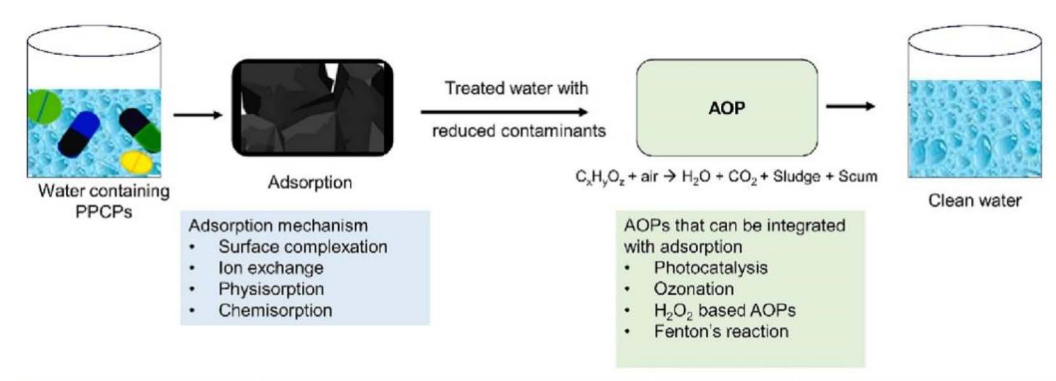 Water containing
PPCPs
Adsorption
Treated water with
reduced contaminants
AOP
CₓHᵧO_z + air → H₂O + CO₂ + Sludge + Scum
Clean water
Adsorption mechanism
• Surface complexation
• Ion exchange
• Physisorption
• Chemisorption
AOPs that can be integrated
with adsorption
• Photocatalysis
• Ozonation
• H₂O₂ based AOPs
• Fenton's reaction